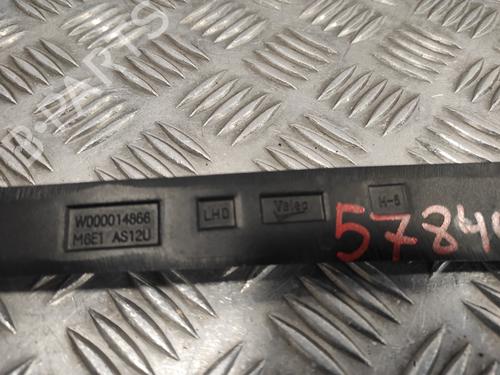 B-PARTS
W000014866
M6E1 AS12U
LHD
Valeo
H-5
5784